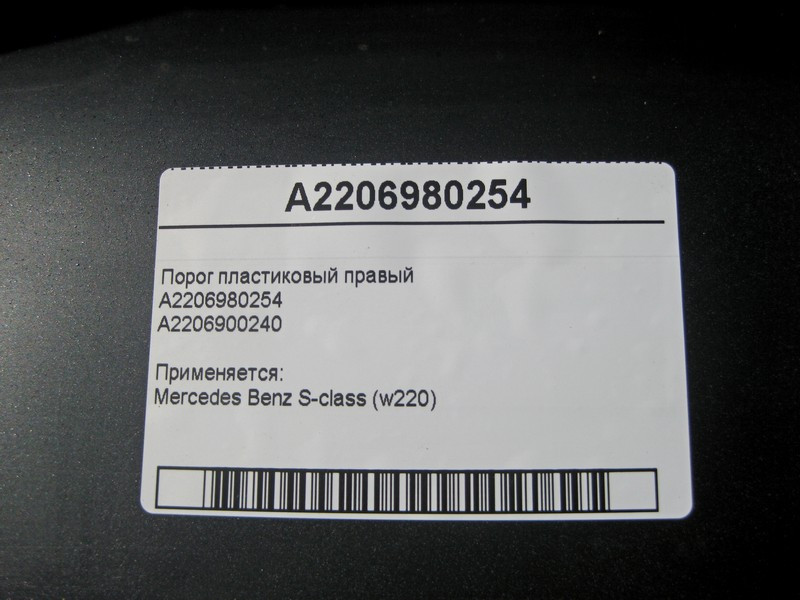 A2206980254
Порог пластиковый правый
A2206980254
A2206900240
Применяется:
Mercedes Benz S-class (w220)